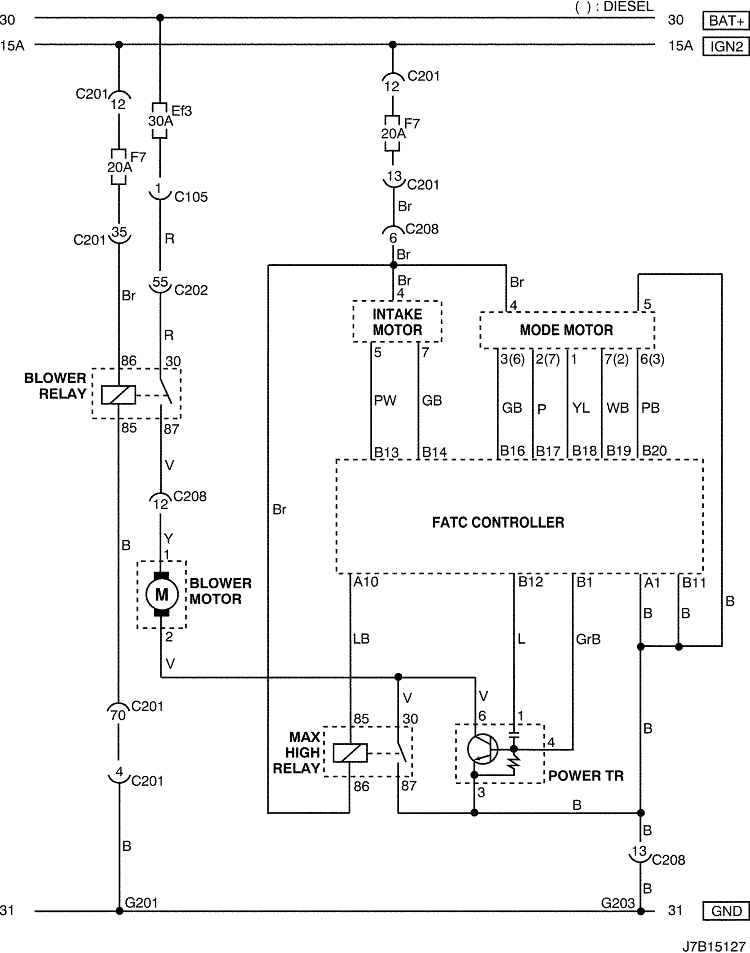 ( ) : DIESEL
30 30 BAT+
15A 15A IGN2
C201 C201
12 12
Ef3
30A
F7 F7
20A 20A
1 C105
13 C201
Br
35
C201
R
C208
6
Br
55 C202
Br
Br Br
4 4 5
R
INTAKE
MOTOR
MODE MOTOR
86 30
5 7
3(6) 2(7) 1 7(2) 6(3)
BLOWER
RELAY
PW GB
GB P YL WB PB
85 87
B13 B14 B16 B17 B18 B19 B20
V
C208
12
Br
FATC CONTROLLER
B
Y
1
M
BLOWER
MOTOR
A10 B12 B1 A1 B11
B
B B
2
LB L GrB
V
V V
C201
70
85 30 6 1
B
MAX
HIGH
RELAY
4
POWER TR
4
C201
86 87 3
B
B
B
13
C208
B
G201 G203
31 31 GND
J7B15127